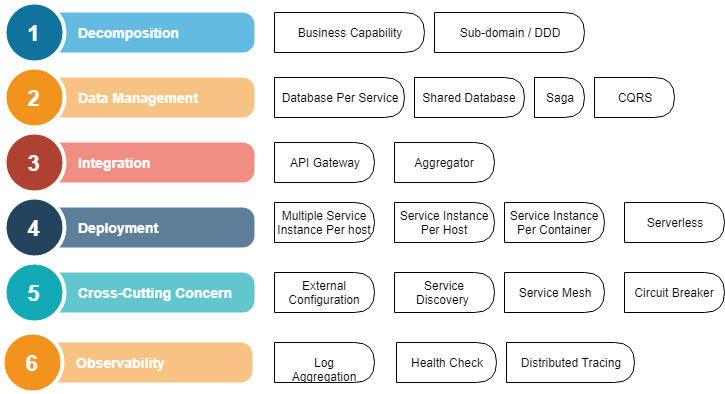 1 Decomposition Business Capability Sub-domain / DDD
2 Data Management Database Per Service Shared Database Saga CQRS
3 Integration API Gateway Aggregator
4 Deployment
Multiple Service
Instance Per host
Service Instance
Per Host
Service Instance
Per Container
Serverless
5 Cross-Cutting Concern
External
Configuration
Service
Discovery
Service Mesh
Circuit Breaker
6 Observability
Log
Aggregation
Health Check
Distributed Tracing